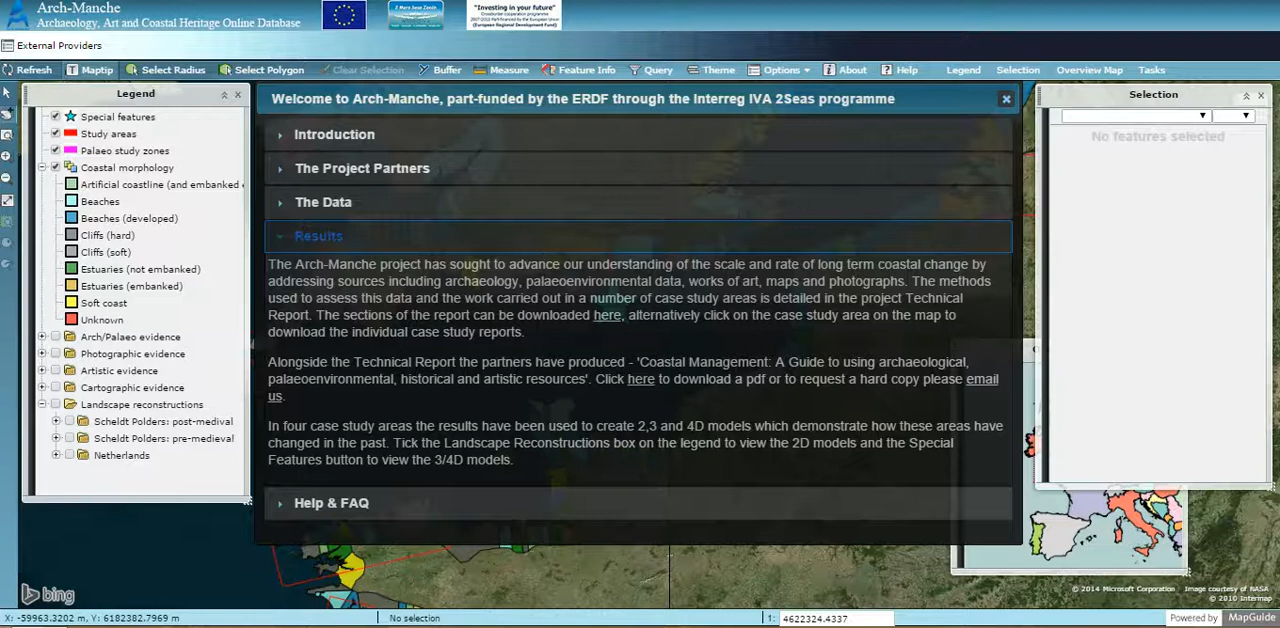 Arch-Manche
Archaeology, Art and Coastal Heritage Online Database
"Investing in your future"
Crossborder cooperation programme
2007-2013 Part-financed by the European Union
(European Regional Development Fund)
External Providers
Refresh Maptip Select Radius Select Polygon Clear Selection Buffer Measure Feature Info Query Theme Options About Help Legend Selection Overview Map Tasks
Legend
Special features
Study areas
Palaeo study zones
Coastal morphology
Artificial coastline (and embanked
Beaches
Beaches (developed)
Cliffs (hard)
Cliffs (soft)
Estuaries (not embanked)
Estuaries (embanked)
Soft coast
Unknown
Arch/Palaeo evidence
Photographic evidence
Artistic evidence
Cartographic evidence
Landscape reconstructions
Scheldt Polders: post-medival
Scheldt Polders: pre-medieval
Netherlands
Welcome to Arch-Manche, part-funded by the ERDF through the Interreg IVA 2Seas programme
Introduction
The Project Partners
The Data
Results
The Arch-Manche project has sought to advance our understanding of the scale and rate of long term coastal change by
addressing sources including archaeology, palaeoenvironmental data, works of art, maps and photographs. The methods
used to assess this data and the work carried out in a number of case study areas is detailed in the project Technical
Report. The sections of the report can be downloaded here, alternatively click on the case study area on the map to
download the individual case study reports.
Alongside the Technical Report the partners have produced - 'Coastal Management: A Guide to using archaeological,
palaeoenvironmental, historical and artistic resources'. Click here to download a pdf or to request a hard copy please email
us.
In four case study areas the results have been used to create 2,3 and 4D models which demonstrate how these areas have
changed in the past. Tick the Landscape Reconstructions box on the legend to view the 2D models and the Special
Features button to view the 3/4D models.
Help & FAQ
Selection
No features selected
bing
© 2014 Microsoft Corporation Image courtesy of NASA
© 2010 Intermap
X: -59963.3202 m, Y: 6182382.7969 m
No selection
1: 4622324.4337
Powered by MapGuide